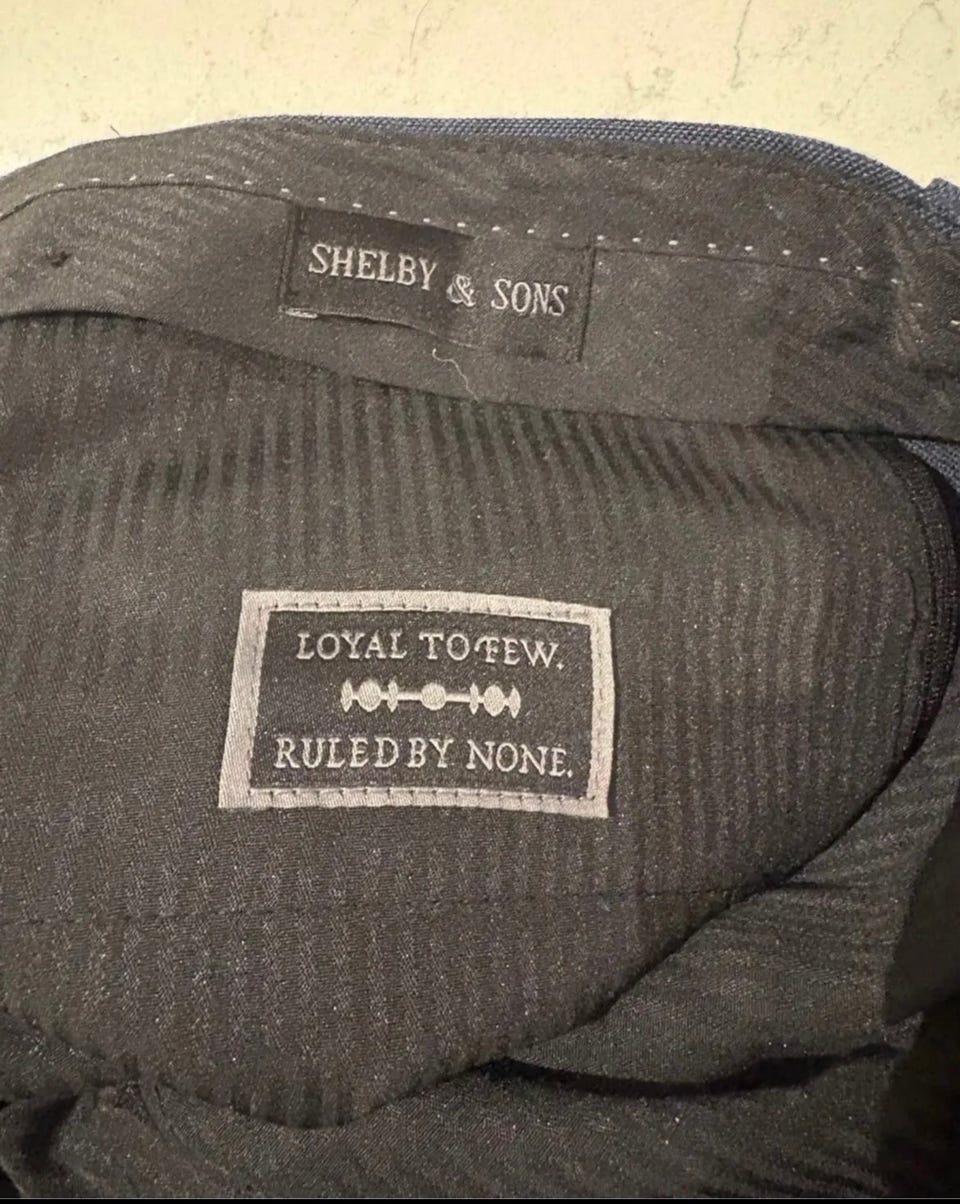 SHELBY & SONS
LOYAL TO FEW.
RULED BY NONE.